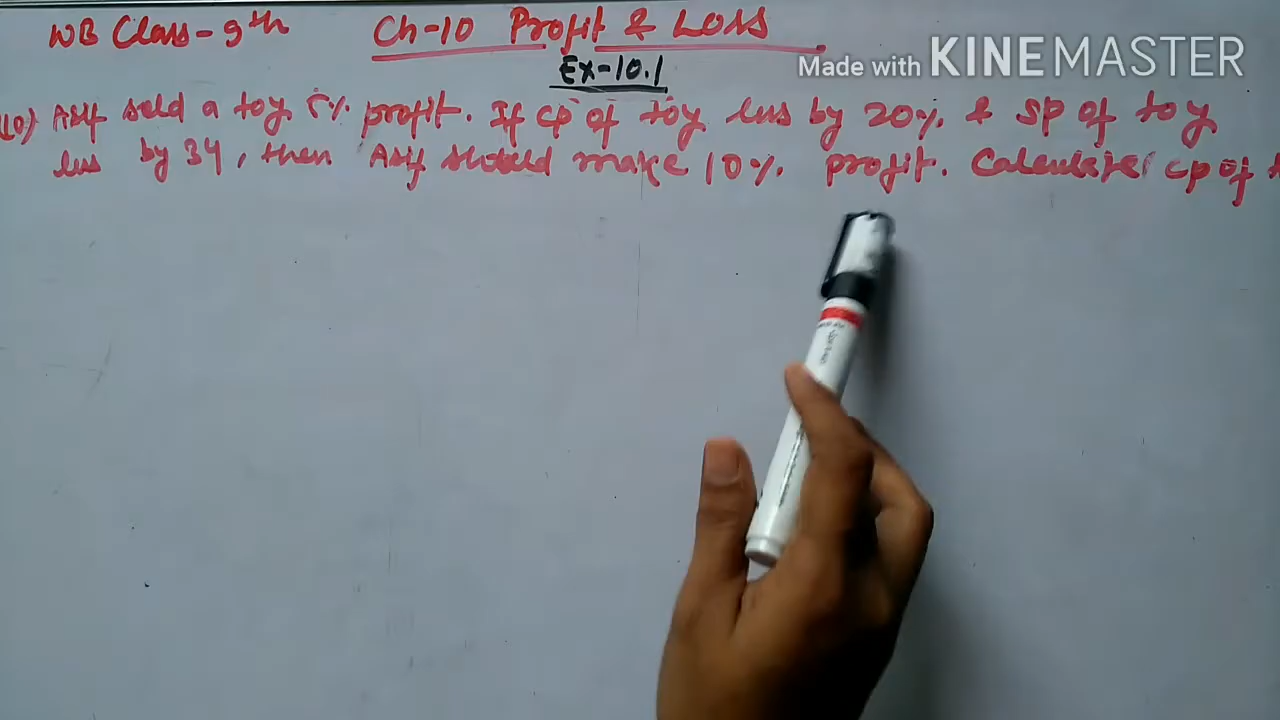 WB Class-9th Ch-10 Profit & Loss
Made with KINEMASTER
Ex-10.1
10) Asif sold a toy 5% profit. If cp of toy less by 20% & sp of toy
less by 34, then Asif should make 10% profit. Calculate cp of